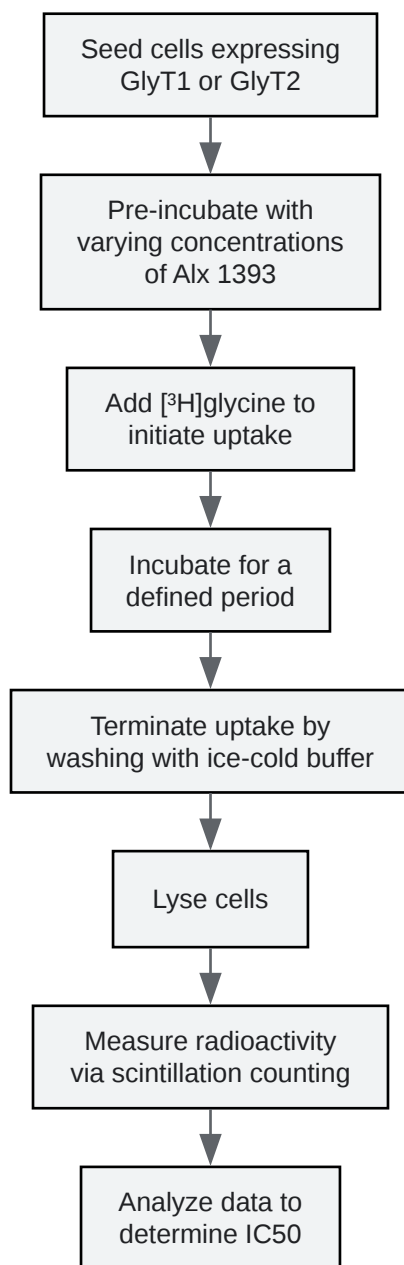 Seed cells expressing
GlyT1 or GlyT2
Pre-incubate with
varying concentrations
of Alx 1393
Add [³H]glycine to
initiate uptake
Incubate for a
defined period
Terminate uptake by
washing with ice-cold buffer
Lyse cells
Measure radioactivity
via scintillation counting
Analyze data to
determine IC50